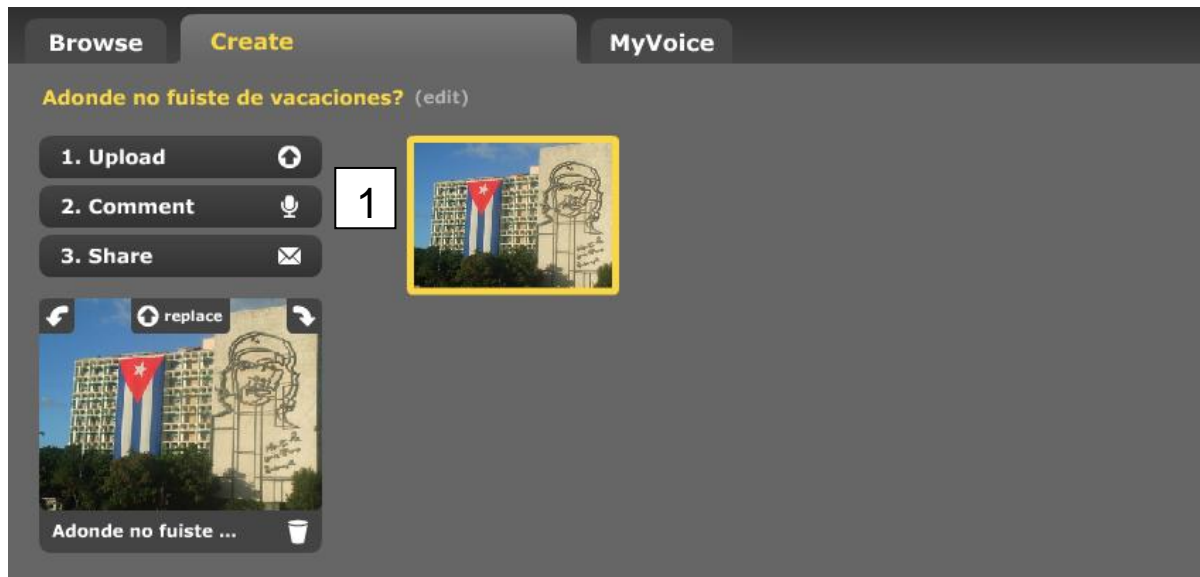 Browse Create MyVoice
Adonde no fuiste de vacaciones? (edit)
1. Upload
2. Comment
1
3. Share
replace
Adonde no fuiste ...